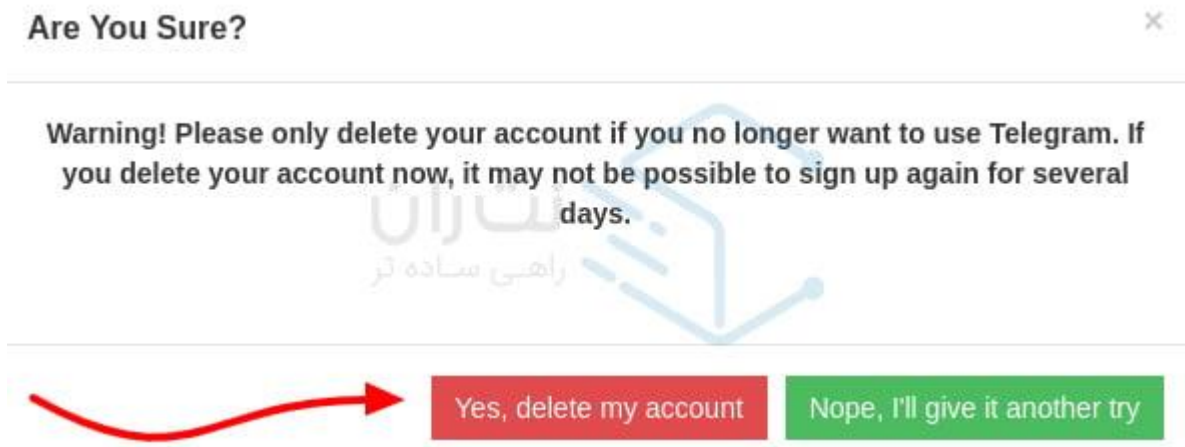 Are You Sure?
×
Warning! Please only delete your account if you no longer want to use Telegram. If
you delete your account now, it may not be possible to sign up again for several
days.
نت ران
راهی ساده تر
Yes, delete my account
Nope, I'll give it another try